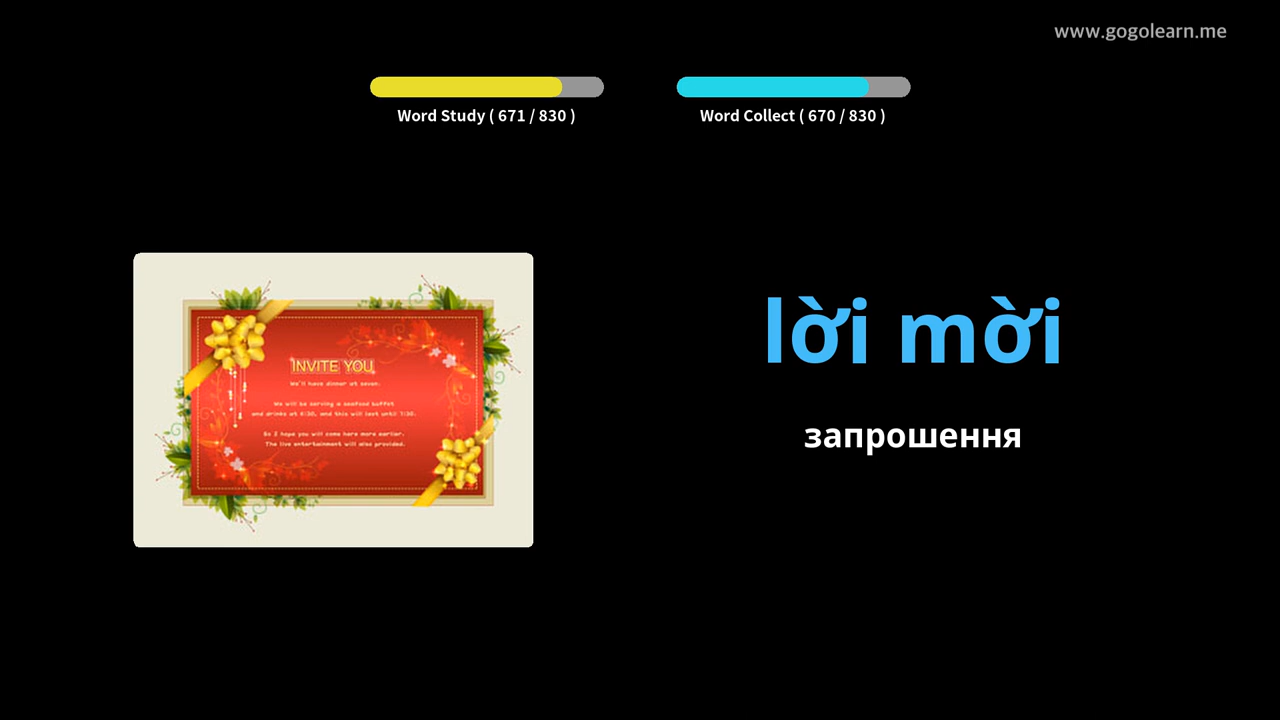 www.gogolearn.me
Word Study ( 671 / 830 )
Word Collect ( 670 / 830 )
INVITE YOU
We'll have dinner at seven.
We will be serving a seafood buffet
and drinks at 6:30, and this will last until 7:30.
So I hope you will come here more earlier.
The live entertainment will also provided.
lời mời
запрошення